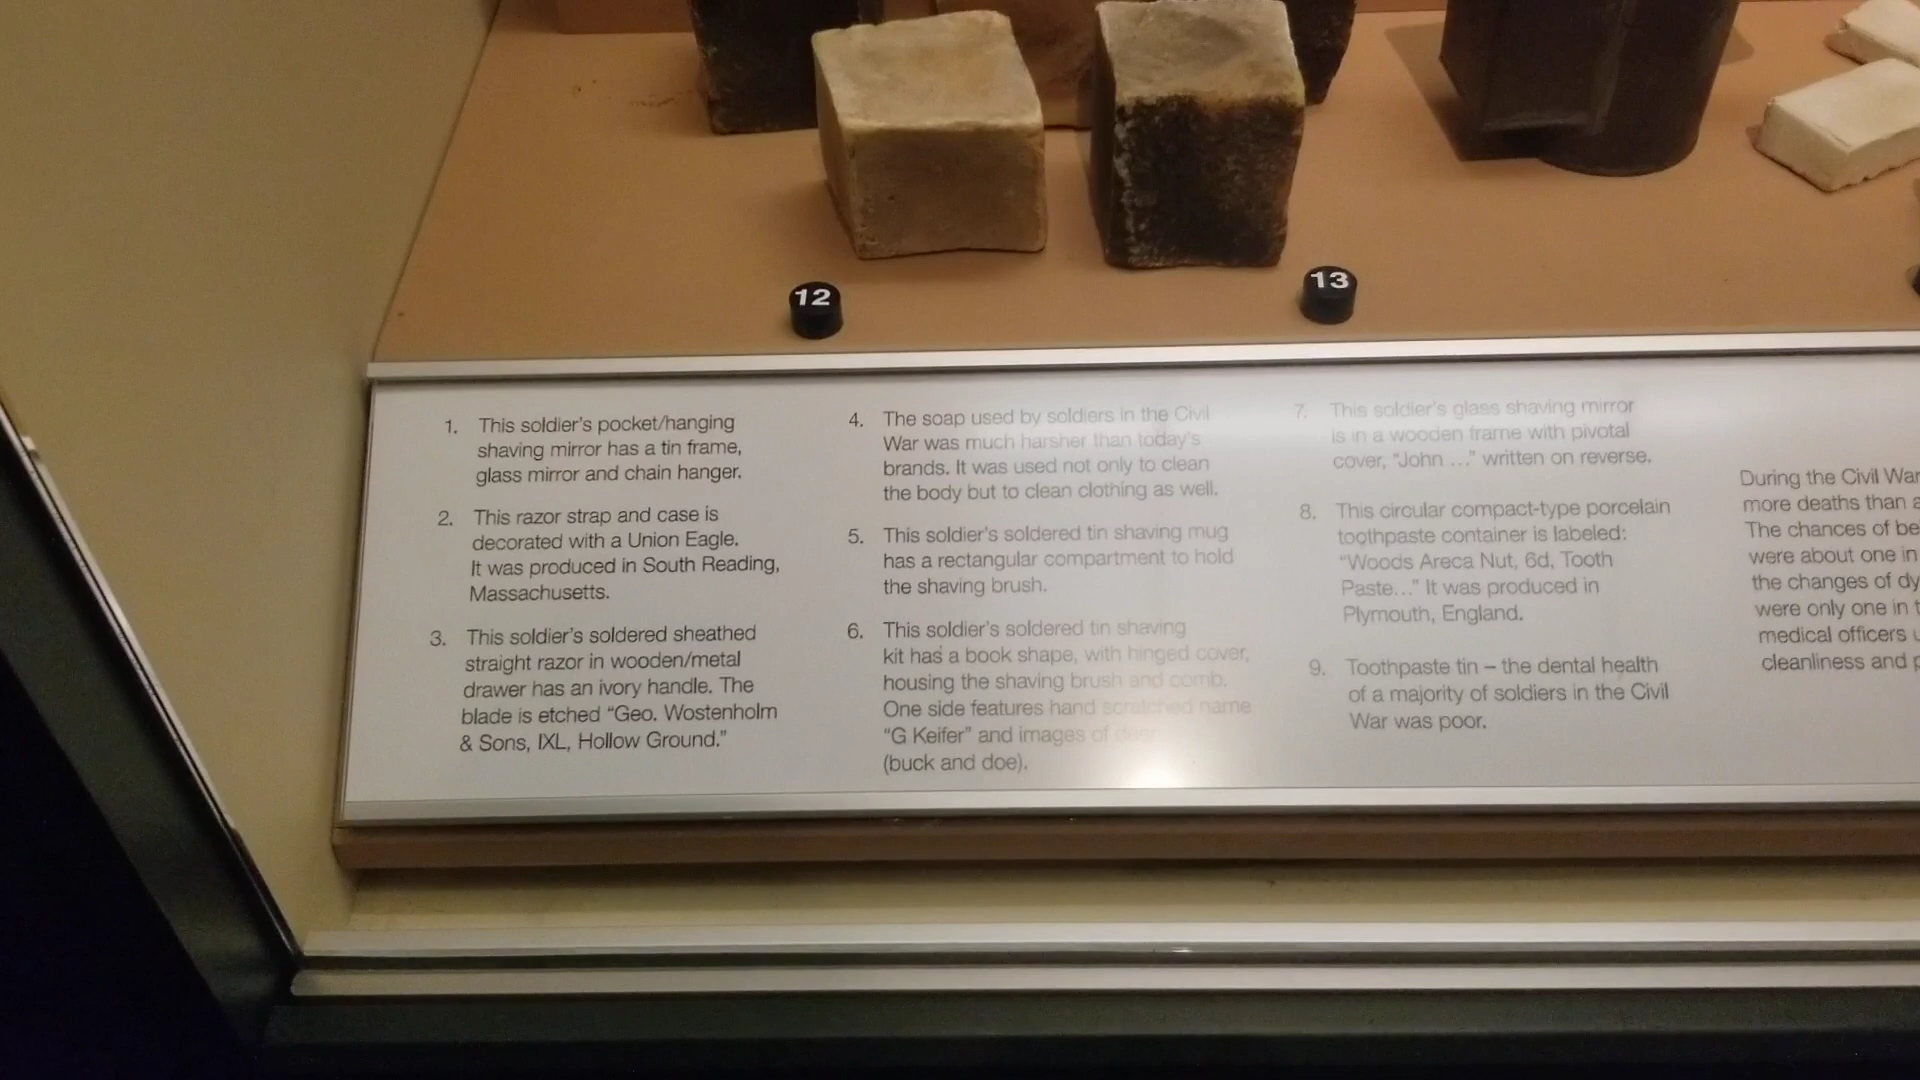 12
13
1. This soldier's pocket/hanging
shaving mirror has a tin frame,
glass mirror and chain hanger.
2. This razor strap and case is
decorated with a Union Eagle.
It was produced in South Reading,
Massachusetts.
3. This soldier's soldered sheathed
straight razor in wooden/metal
drawer has an ivory handle. The
blade is etched “Geo. Wostenholm
& Sons, IXL, Hollow Ground.”
4. The soap used by soldiers in the Civil
War was much harsher than today's
brands. It was used not only to clean
the body but to clean clothing as well.
5. This soldier's soldered tin shaving mug
has a rectangular compartment to hold
the shaving brush.
6. This soldier's soldered tin shaving
kit has a book shape, with hinged cover,
housing the shaving brush and comb.
One side features hand scratched name
“G Keifer” and images of deer
(buck and doe).
7. This soldier's glass shaving mirror
is in a wooden frame with pivotal
cover, “John ...” written on reverse.
8. This circular compact-type porcelain
toothpaste container is labeled:
“Woods Areca Nut, 6d, Tooth
Paste...” It was produced in
Plymouth, England.
9. Toothpaste tin – the dental health
of a majority of soldiers in the Civil
War was poor.
During the Civil War
more deaths than
The chances of
were about one in
the changes of
were only one in
medical officers
cleanliness and